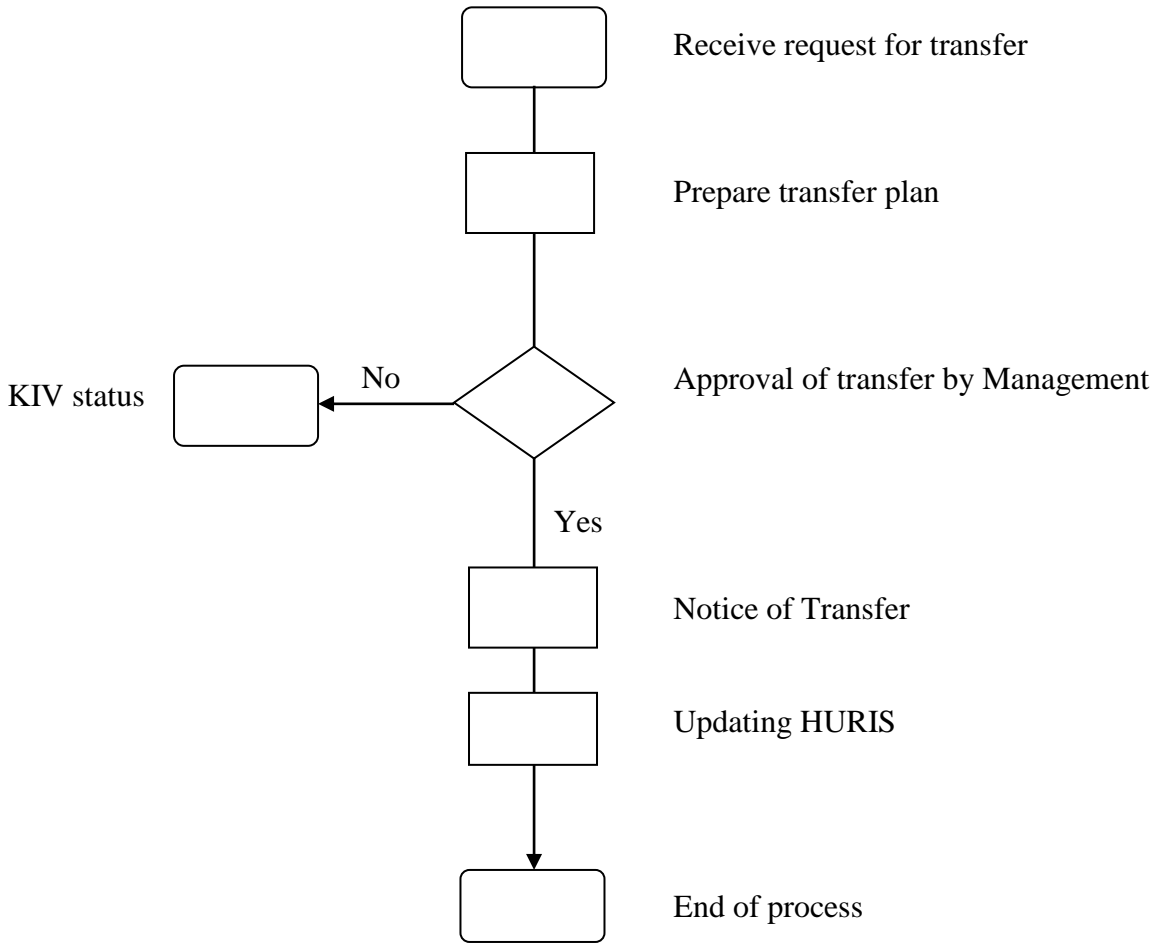 Receive request for transfer
Prepare transfer plan
Approval of transfer by Management
No
KIV status
Yes
Notice of Transfer
Updating HURIS
End of process